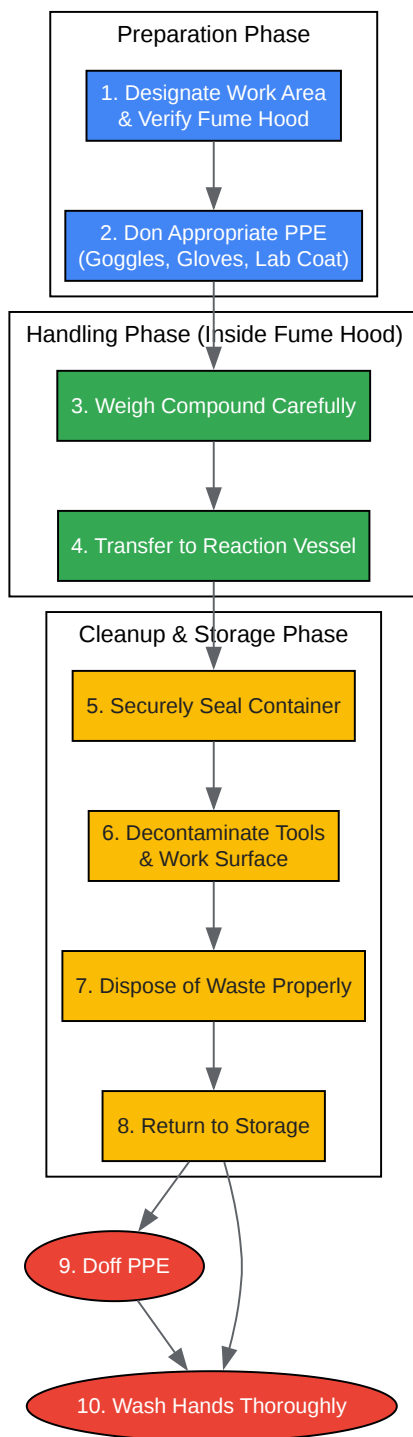 Preparation Phase
1. Designate Work Area
& Verify Fume Hood
2. Don Appropriate PPE
(Goggles, Gloves, Lab Coat)
Handling Phase (Inside Fume Hood)
3. Weigh Compound Carefully
4. Transfer to Reaction Vessel
Cleanup & Storage Phase
5. Securely Seal Container
6. Decontaminate Tools
& Work Surface
7. Dispose of Waste Properly
8. Return to Storage
9. Doff PPE
10. Wash Hands Thoroughly